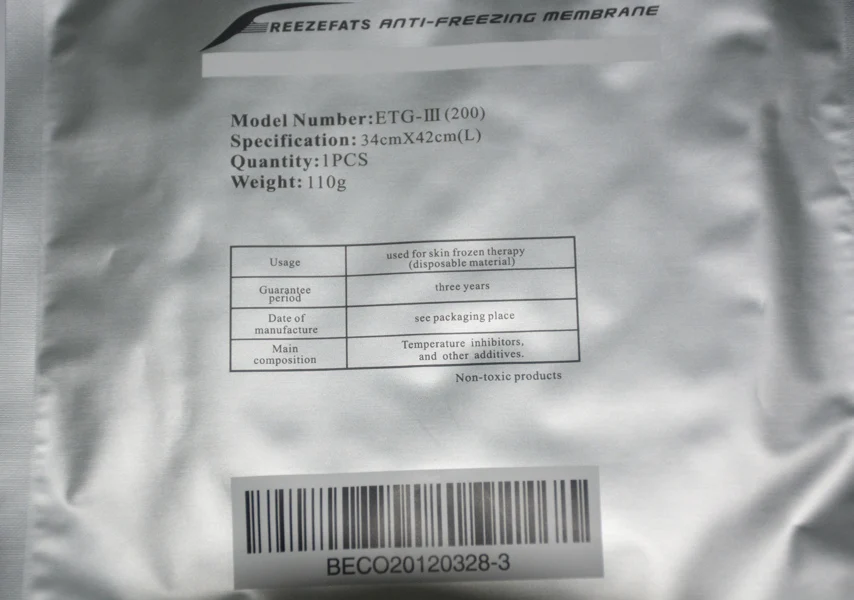 FREEZEFATS ANTI-FREEZING MEMBRANE
Model Number:ETG-III (200)
Specification: 34cmX42cm(L)
Quantity:1PCS
Weight: 110g
Usage
used for skin frozen therapy
(disposable material)
Guarantee
period
three years
Date of
manufacture
see packaging place
Main
composition
Temperature inhibitors,
and other additives.
Non-toxic products
BECO20120328-3